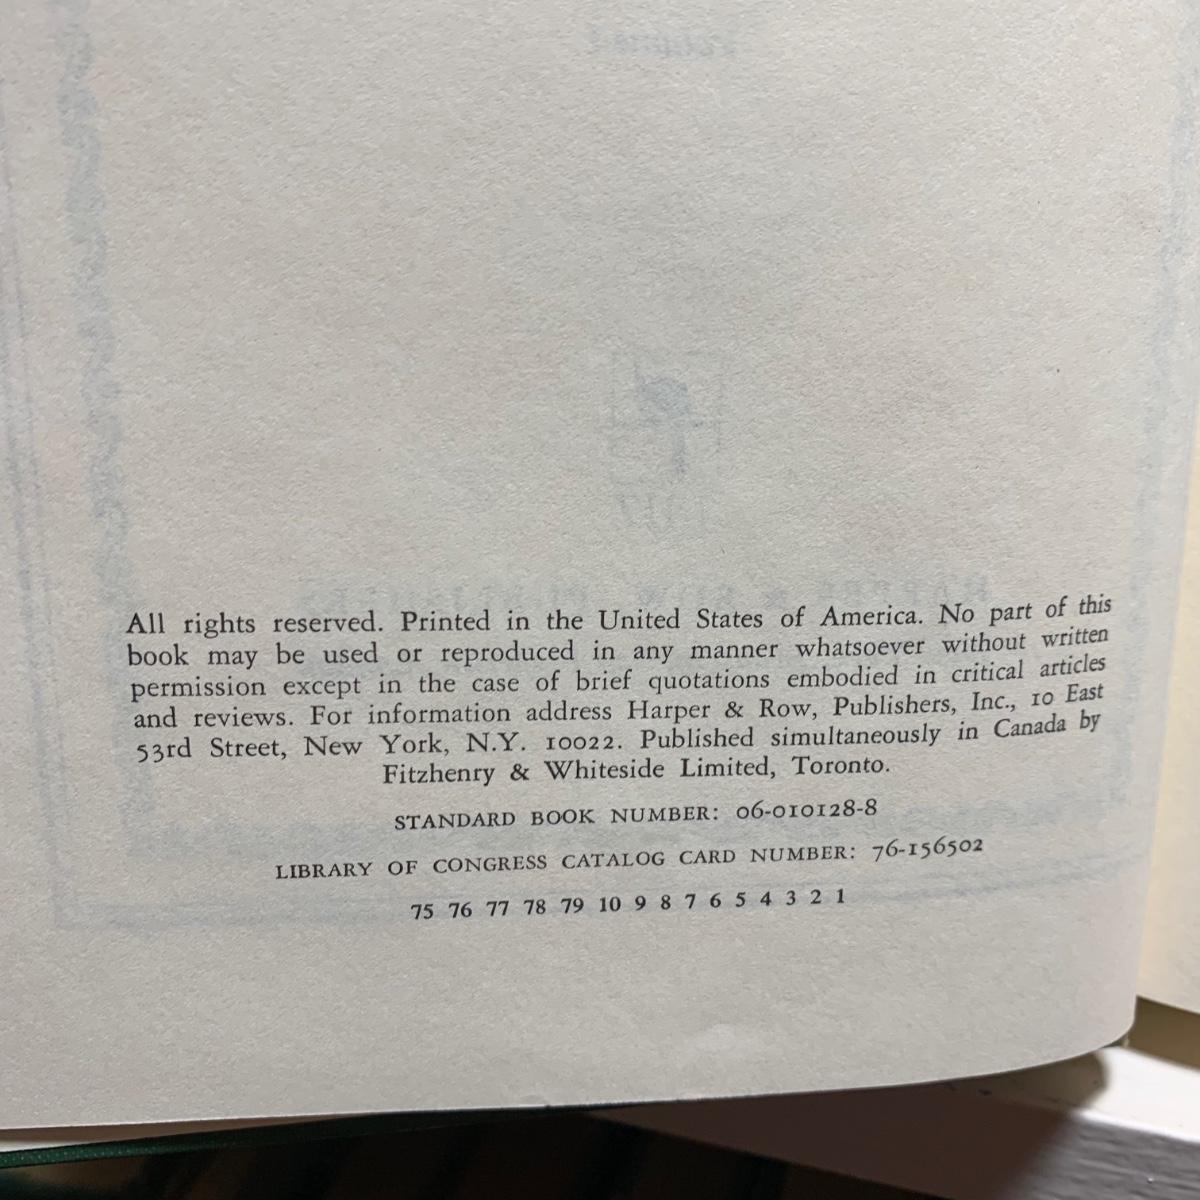 All rights reserved. Printed in the United States of America. No part of this
book may be used or reproduced in any manner whatsoever without written
permission except in the case of brief quotations embodied in critical articles
and reviews. For information address Harper & Row, Publishers, Inc., 10 East
53rd Street, New York, N.Y. 10022. Published simultaneously in Canada by
Fitzhenry & Whiteside Limited, Toronto.
STANDARD BOOK NUMBER: 06-010128-8
LIBRARY OF CONGRESS CATALOG CARD NUMBER: 76-156502
75 76 77 78 79 10 9 8 7 6 5 4 3 2 1